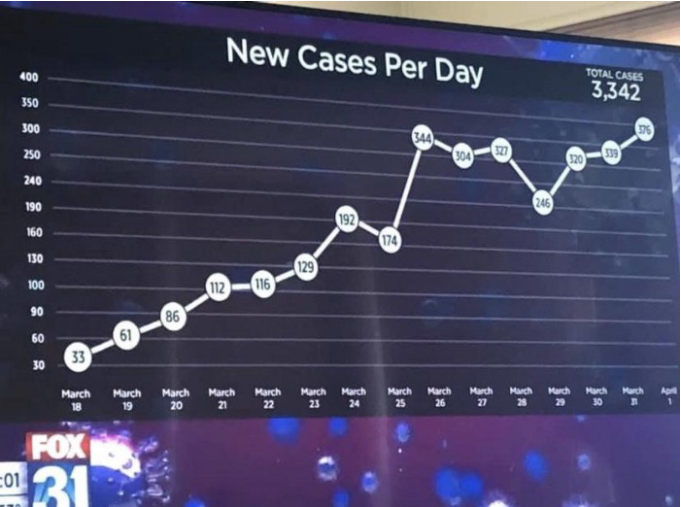 New Cases Per Day
TOTAL CASES
3,342
400
350
300
250
240
190
160
130
100
90
60
30
33
61
86
112
116
129
192
174
344
304
327
246
320
339
376
March 18
March 19
March 20
March 21
March 22
March 23
March 24
March 25
March 26
March 27
March 28
March 29
March 30
March 31
April 1
FOX
31
:01